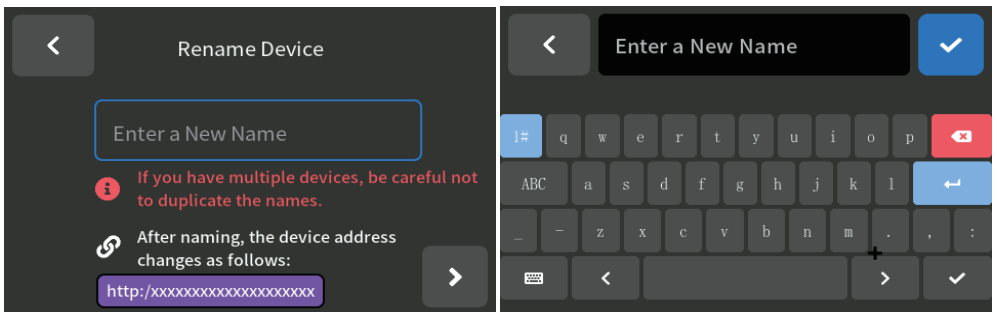 Rename Device
Enter a New Name
If you have multiple devices, be careful not
to duplicate the names.
After naming, the device address
changes as follows:
http:/xxxxxxxxxxxxxxxxxxxx
Enter a New Name
1# q w e r t y u i o p
ABC a s d f g h j k l
_ - z x c v b n m . , :